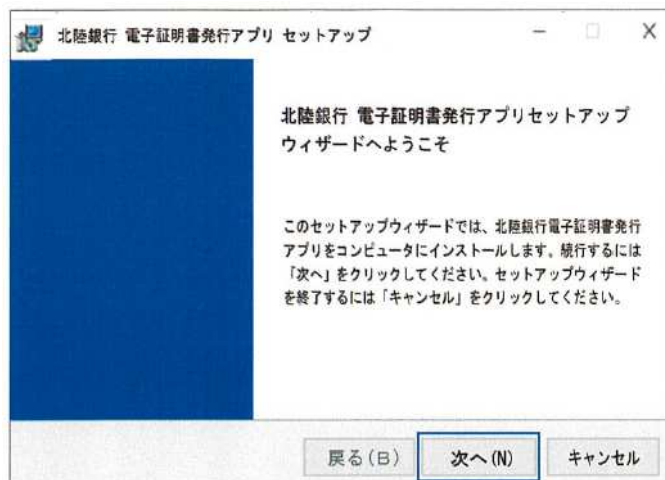 北陸銀行 電子証明書発行アプリ セットアップ
北陸銀行 電子証明書発行アプリセットアップ
ウィザードへようこそ
このセットアップウィザードでは、北陸銀行電子証明書発行
アプリをコンピュータにインストールします。続行するには
「次へ」をクリックしてください。セットアップウィザード
を終了するには「キャンセル」をクリックしてください。
戻る(B) 次へ(N) キャンセル